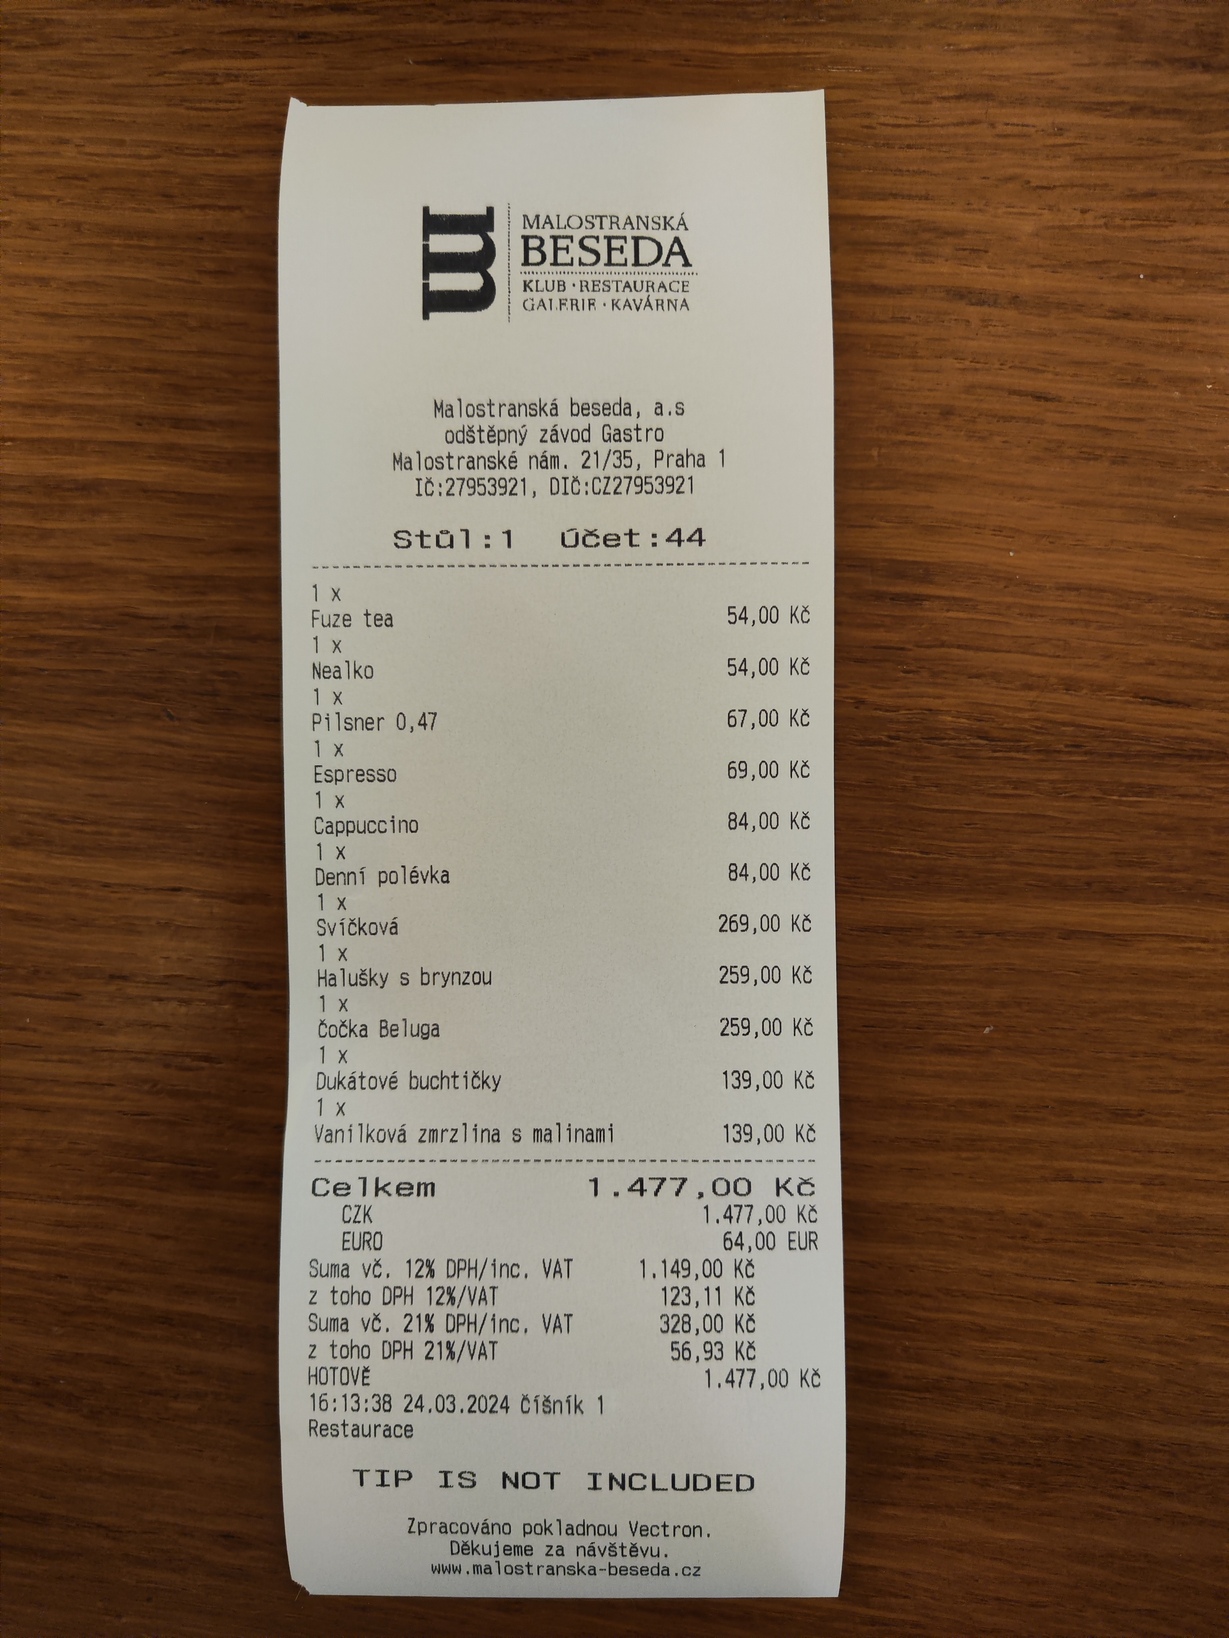 m
MALOSTRANSKÁ
BESEDA
KLUB · RESTAURACE
GALERIE · KAVÁRNA
Malostranská beseda, a.s
odštěpný závod Gastro
Malostranské nám. 21/35, Praha 1
IČ:27953921, DIČ:CZ27953921
Stůl:1 Účet:44
1 x
Fuze tea 54,00 Kč
1 x
Nealko 54,00 Kč
1 x
Pilsner 0,47 67,00 Kč
1 x
Espresso 69,00 Kč
1 x
Cappuccino 84,00 Kč
1 x
Denní polévka 84,00 Kč
1 x
Svíčková 269,00 Kč
1 x
Halušky s brynzou 259,00 Kč
1 x
čočka Beluga 259,00 Kč
1 x
Dukátové buchtičky 139,00 Kč
1 x
Vanilková zmrzlina s malinami 139,00 Kč
Celkem 1.477,00 Kč
CZK 1.477,00 Kč
EURO 64,00 EUR
Suma vč. 12% DPH/inc. VAT 1.149,00 Kč
z toho DPH 12%/VAT 123,11 Kč
Suma vč. 21% DPH/inc. VAT 328,00 Kč
z toho DPH 21%/VAT 56,93 Kč
HOTOVĚ 1.477,00 Kč
16:13:38 24.03.2024 číšník 1
Restaurace
TIP IS NOT INCLUDED
Zpracováno pokladnou Vectron.
Děkujeme za návštěvu.
www.malostranska-beseda.cz